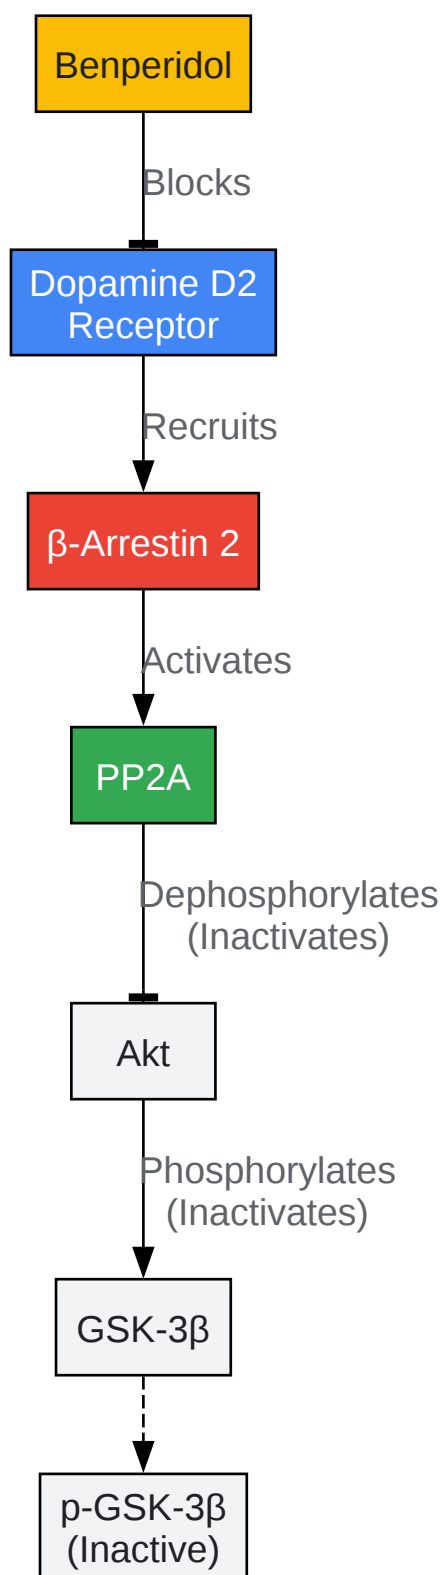 Benperidol
Blocks
Dopamine D2
Receptor
Recruits
β-Arrestin 2
Activates
PP2A
Dephosphorylates
(Inactivates)
Akt
Phosphorylates
(Inactivates)
GSK-3β
p-GSK-3β
(Inactive)